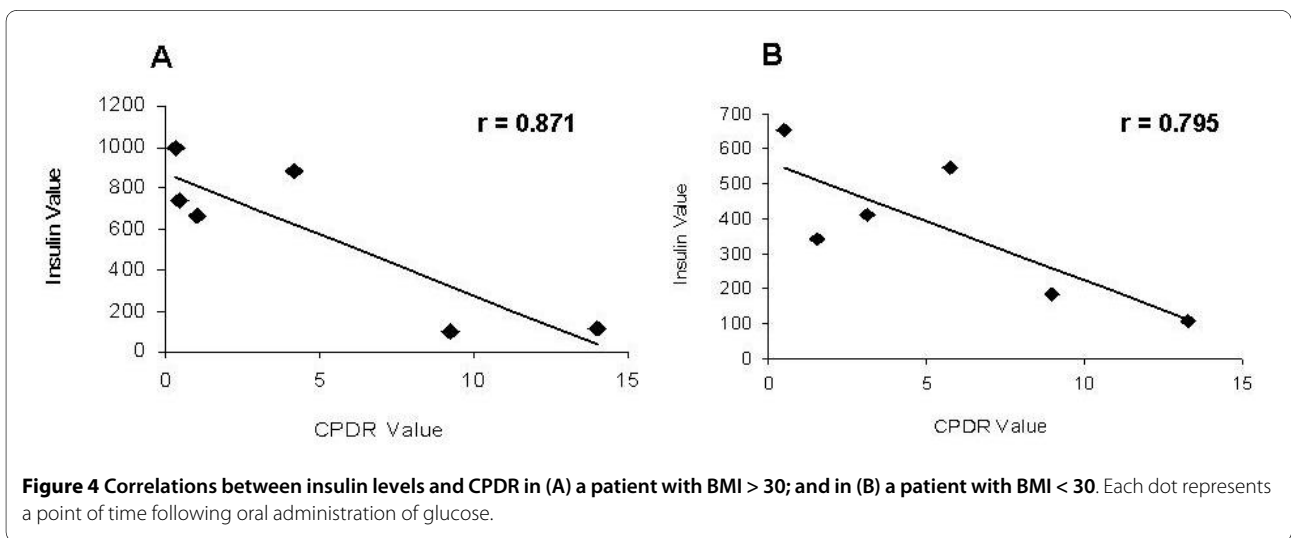 A
1200
1000
800
600
400
200
0
0 5 10 15
Insulin Value
CPDR Value
r = 0.871
B
700
600
500
400
300
200
100
0
0 5 10 15
Insulin Value
CPDR Value
r = 0.795
Figure 4 Correlations between insulin levels and CPDR in (A) a patient with BMI > 30; and in (B) a patient with BMI < 30. Each dot represents
a point of time following oral administration of glucose.